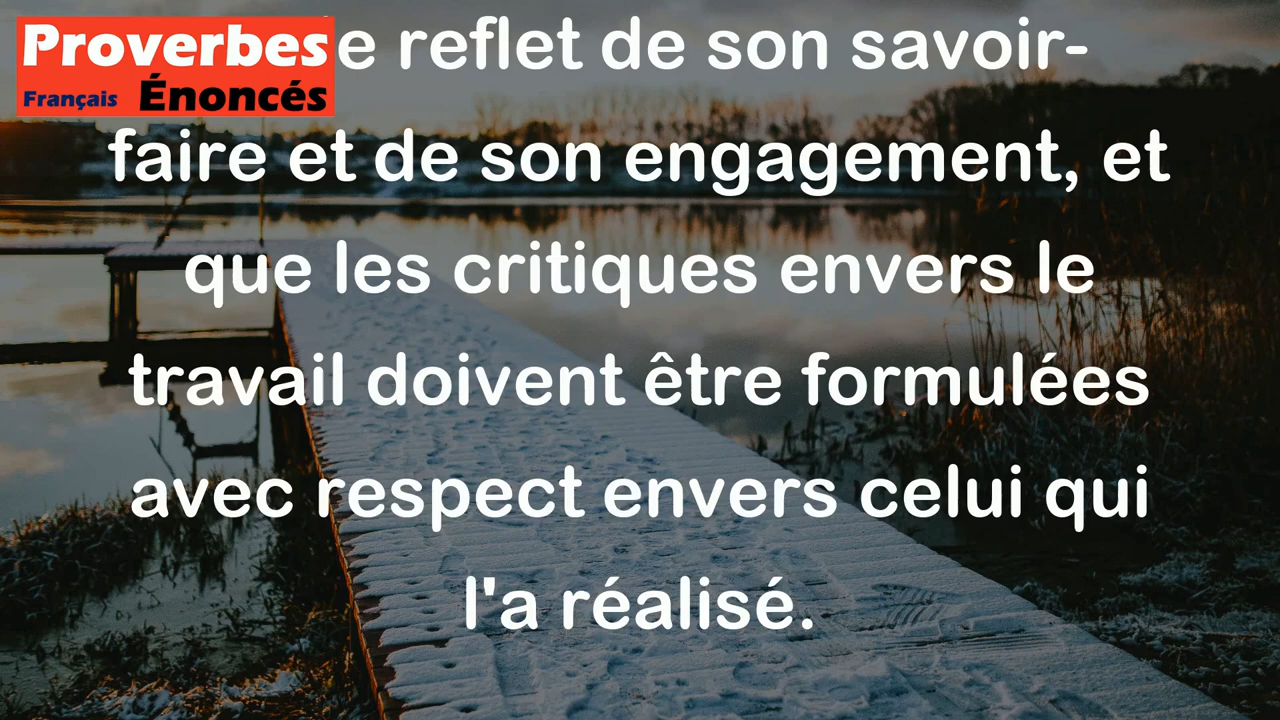 Proverbes
Français Énoncés
e reflet de son savoir-
faire et de son engagement, et
que les critiques envers le
travail doivent être formulées
avec respect envers celui qui
l'a réalisé.